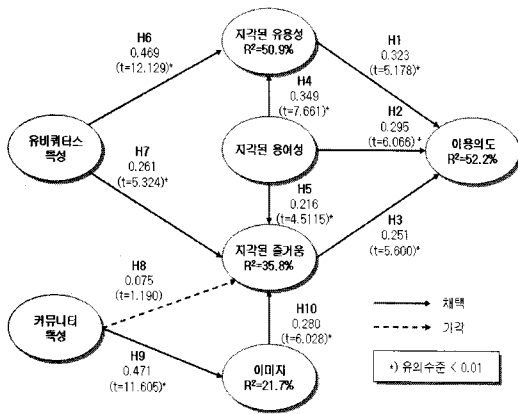 H6
0.469
(t=12.129)*
지각된 유용성
R²=50.9%
H1
0.323
(t=5.178)*
H4
0.349
(t=7.661)*
H2
0.295
(t=6.066)*
유비쿼터스
특성
H7
0.261
(t=5.324)*
지각된 용이성
이용의도
R²=52.2%
H5
0.216
(t=4.5115)*
H3
0.251
(t=5.600)*
지각된 즐거움
R²=35.8%
H8
0.075
(t=1.190)
H10
0.280
(t=6.028)*
커뮤니티
특성
H9
0.471
(t=11.605)*
이미지
R²=21.7%
채택
기각
*) 유의수준 < 0.01